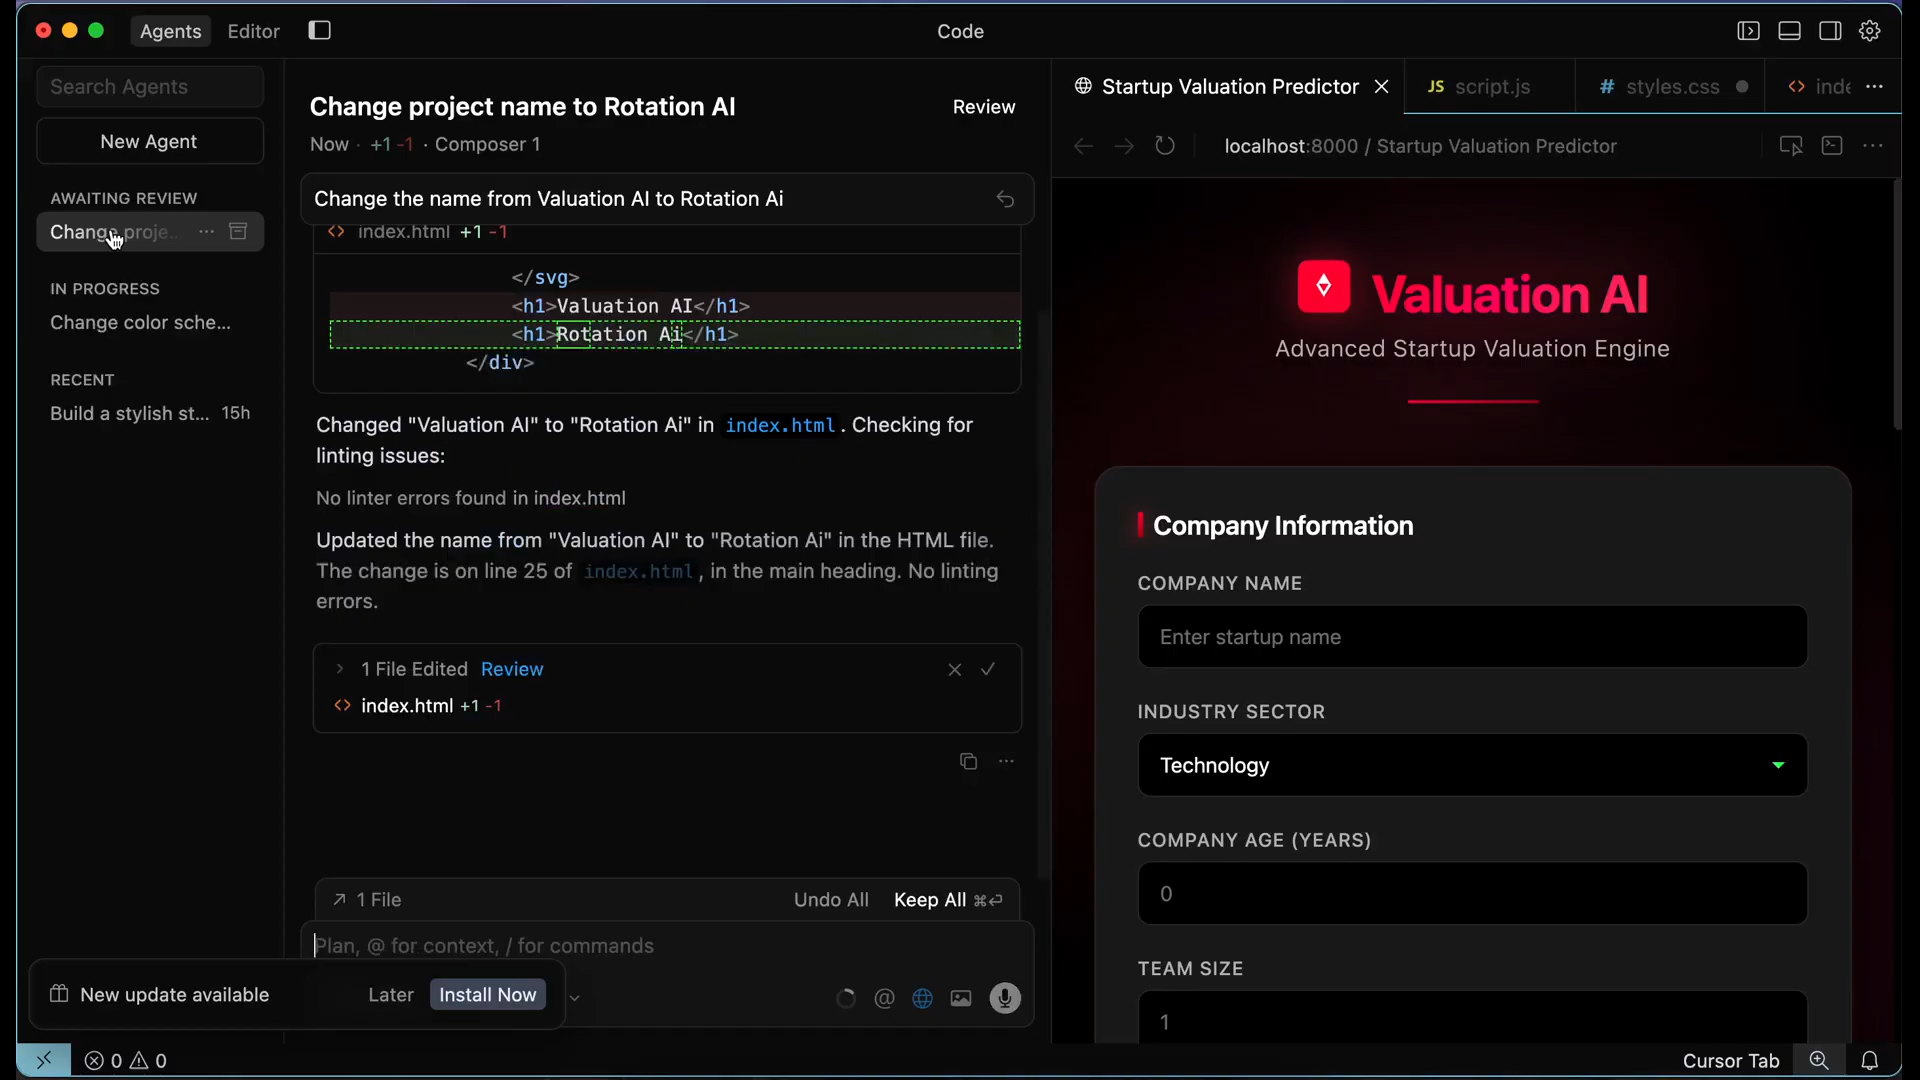 Agents Editor Code
Search Agents
New Agent
AWAITING REVIEW
Change proje...
IN PROGRESS
Change color sche...
RECENT
Build a stylish st... 15h
Change project name to Rotation AI Review
Now · +1 -1 · Composer 1
Change the name from Valuation AI to Rotation Ai
<> index.html +1 -1
</svg>
<h1>Valuation AI</h1>
<h1>Rotation Ai</h1>
</div>
Changed "Valuation AI" to "Rotation Ai" in index.html. Checking for
linting issues:
No linter errors found in index.html
Updated the name from "Valuation AI" to "Rotation Ai" in the HTML file.
The change is on line 25 of index.html, in the main heading. No linting
errors.
1 File Edited Review
<> index.html +1 -1
1 File Undo All Keep All ⌘⏎
Plan, @ for context, / for commands
New update available Later Install Now
Startup Valuation Predictor JS script.js # styles.css <> inde
localhost:8000 / Startup Valuation Predictor
Valuation AI
Advanced Startup Valuation Engine
Company Information
COMPANY NAME
Enter startup name
INDUSTRY SECTOR
Technology
COMPANY AGE (YEARS)
0
TEAM SIZE
1
0 0 Cursor Tab